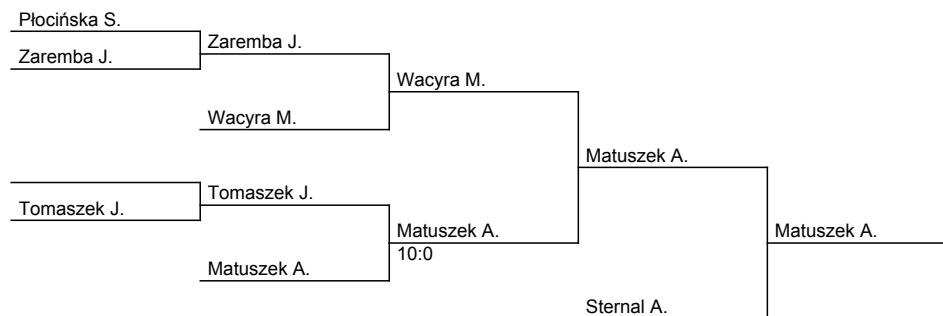 Płocińska S.
Zaremba J.
Zaremba J.
Wacyra M.
Wacyra M.
Matuszek A.
Tomaszek J.
Tomaszek J.
Matuszek A.
Matuszek A.
10:0
Matuszek A.
Sternal A.